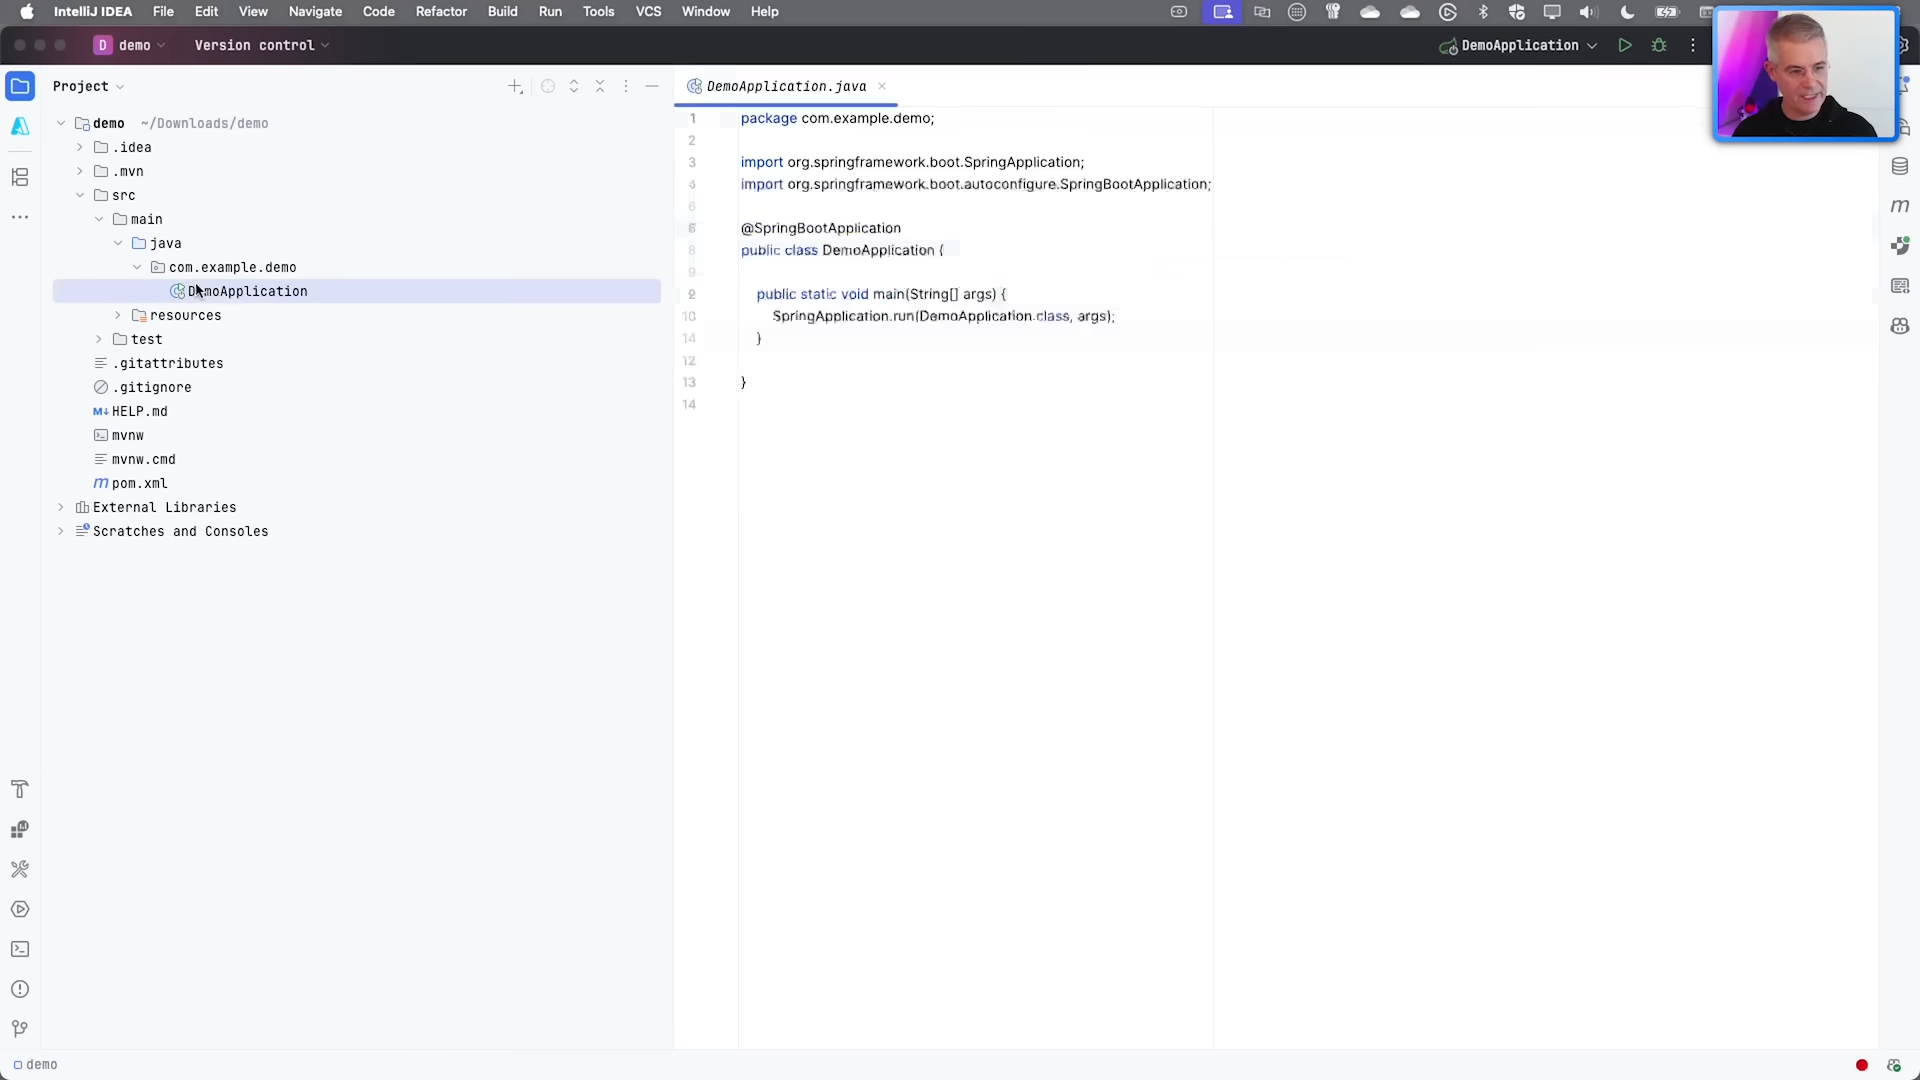 IntelliJ IDEA File Edit View Navigate Code Refactor Build Run Tools VCS Window Help
D demo Version control DemoApplication
Project
DemoApplication.java
demo ~/Downloads/demo
.idea
.mvn
src
main
java
com.example.demo
DemoApplication
resources
test
.gitattributes
.gitignore
M↓ HELP.md
mvnw
mvnw.cmd
m pom.xml
External Libraries
Scratches and Consoles
1 package com.example.demo;
2
3 import org.springframework.boot.SpringApplication;
import org.springframework.boot.autoconfigure.SpringBootApplication;
@SpringBootApplication
public class DemoApplication {
public static void main(String[] args) {
SpringApplication.run(DemoApplication.class, args);
}
13 }
14
m
demo